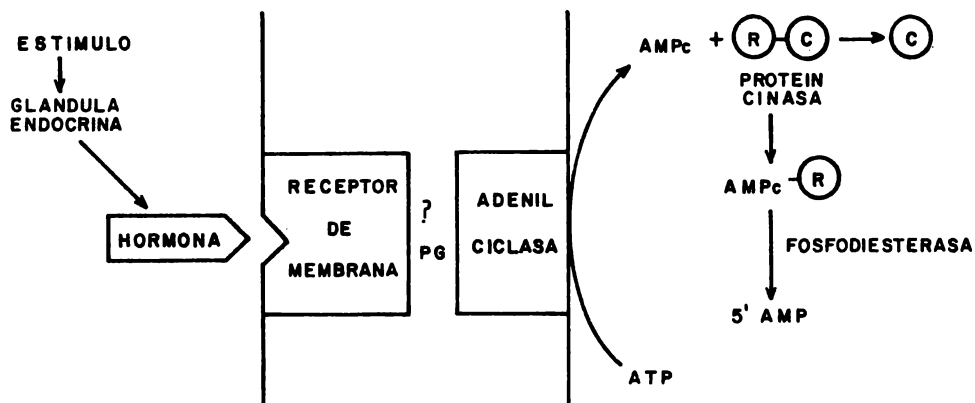 ESTIMULO
GLANDULA
ENDOCRINA
HORMONA
RECEPTOR
DE
MEMBRANA
?
PG
ADENIL
CICLASA
AMPc + R C C
PROTEIN
CINASA
AMPc R
FOSFODIESTERASA
5' AMP
ATP